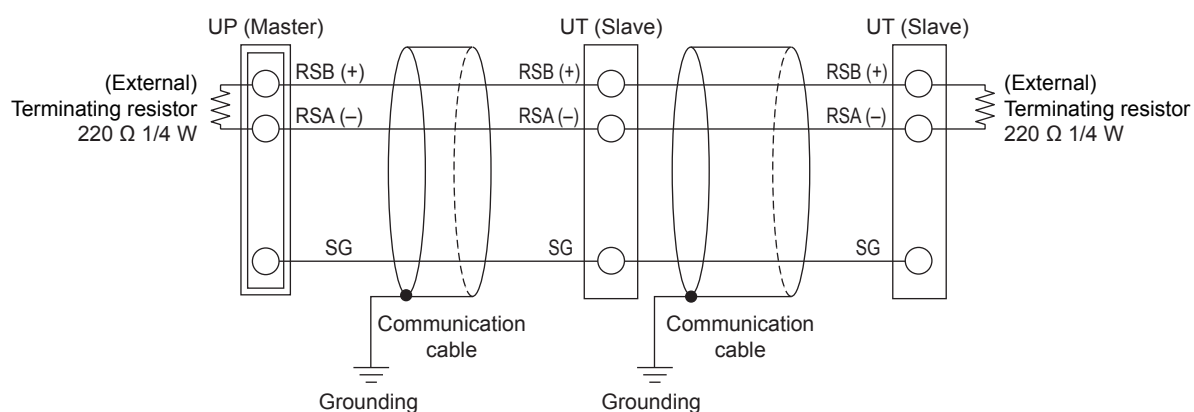 UP (Master)
UT (Slave)
UT (Slave)
(External)
Terminating resistor
220 Ω 1/4 W
RSB (+)
RSB (+)
RSB (+)
(External)
Terminating resistor
220 Ω 1/4 W
RSA (–)
RSA (–)
RSA (–)
SG
SG
SG
Communication
cable
Communication
cable
Grounding
Grounding